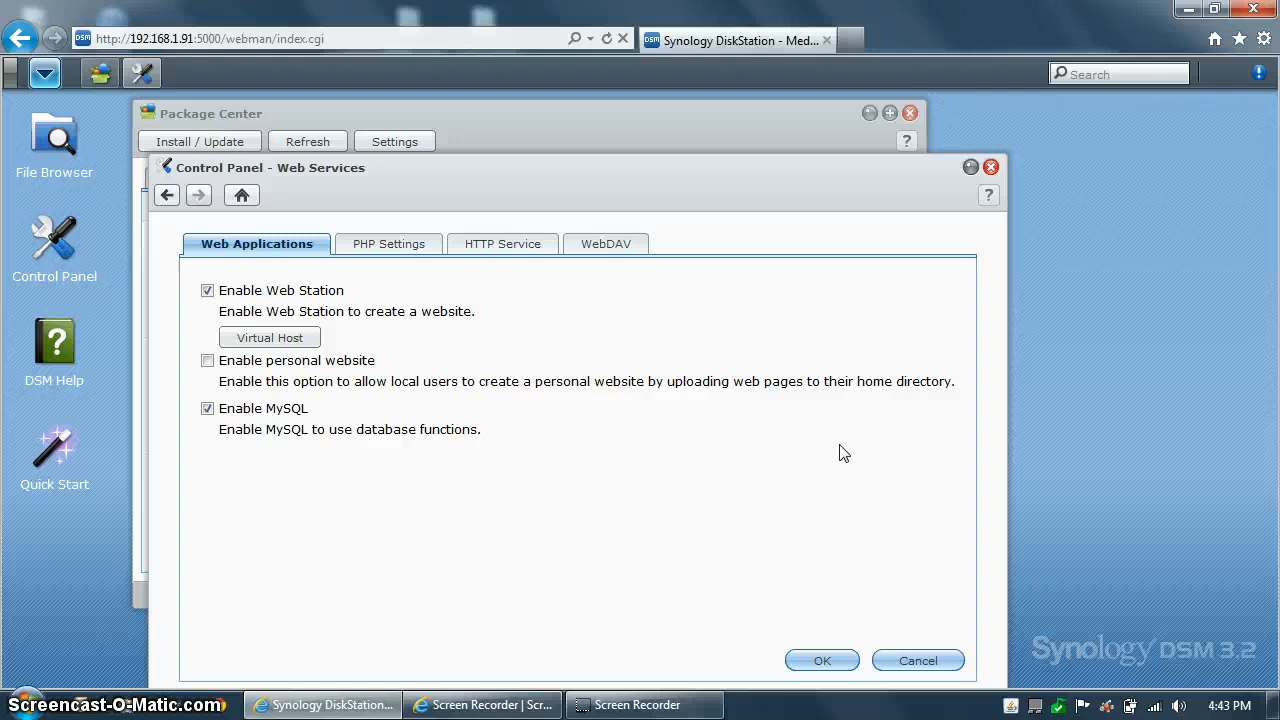 http://192.168.1.91:5000/webman/index.cgi
DSM Synology DiskStation - Med...
Search
File Browser
Control Panel
DSM Help
Quick Start
Package Center
Install / Update Refresh Settings ?
Control Panel - Web Services
?
Web Applications PHP Settings HTTP Service WebDAV
Enable Web Station
Enable Web Station to create a website.
Virtual Host
Enable personal website
Enable this option to allow local users to create a personal website by uploading web pages to their home directory.
Enable MySQL
Enable MySQL to use database functions.
OK Cancel
Synology DSM 3.2
Screencast-O-Matic.com
Synology DiskStation... Screen Recorder | Scr... Screen Recorder 4:43 PM